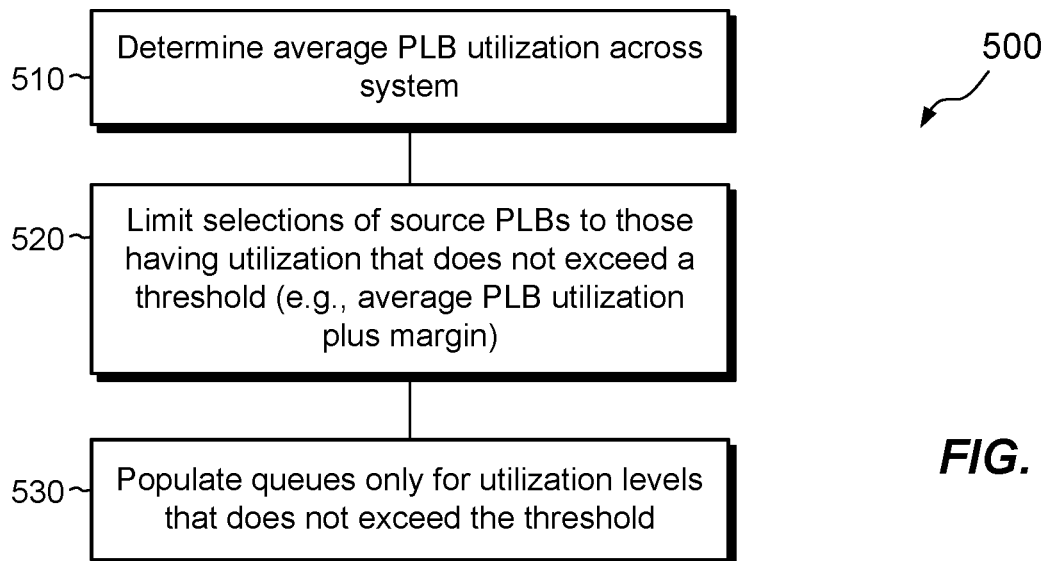 Determine average PLB utilization across
system
510
500
Limit selections of source PLBs to those
having utilization that does not exceed a
threshold (e.g., average PLB utilization
plus margin)
520
Populate queues only for utilization levels
that does not exceed the threshold
530
FIG.